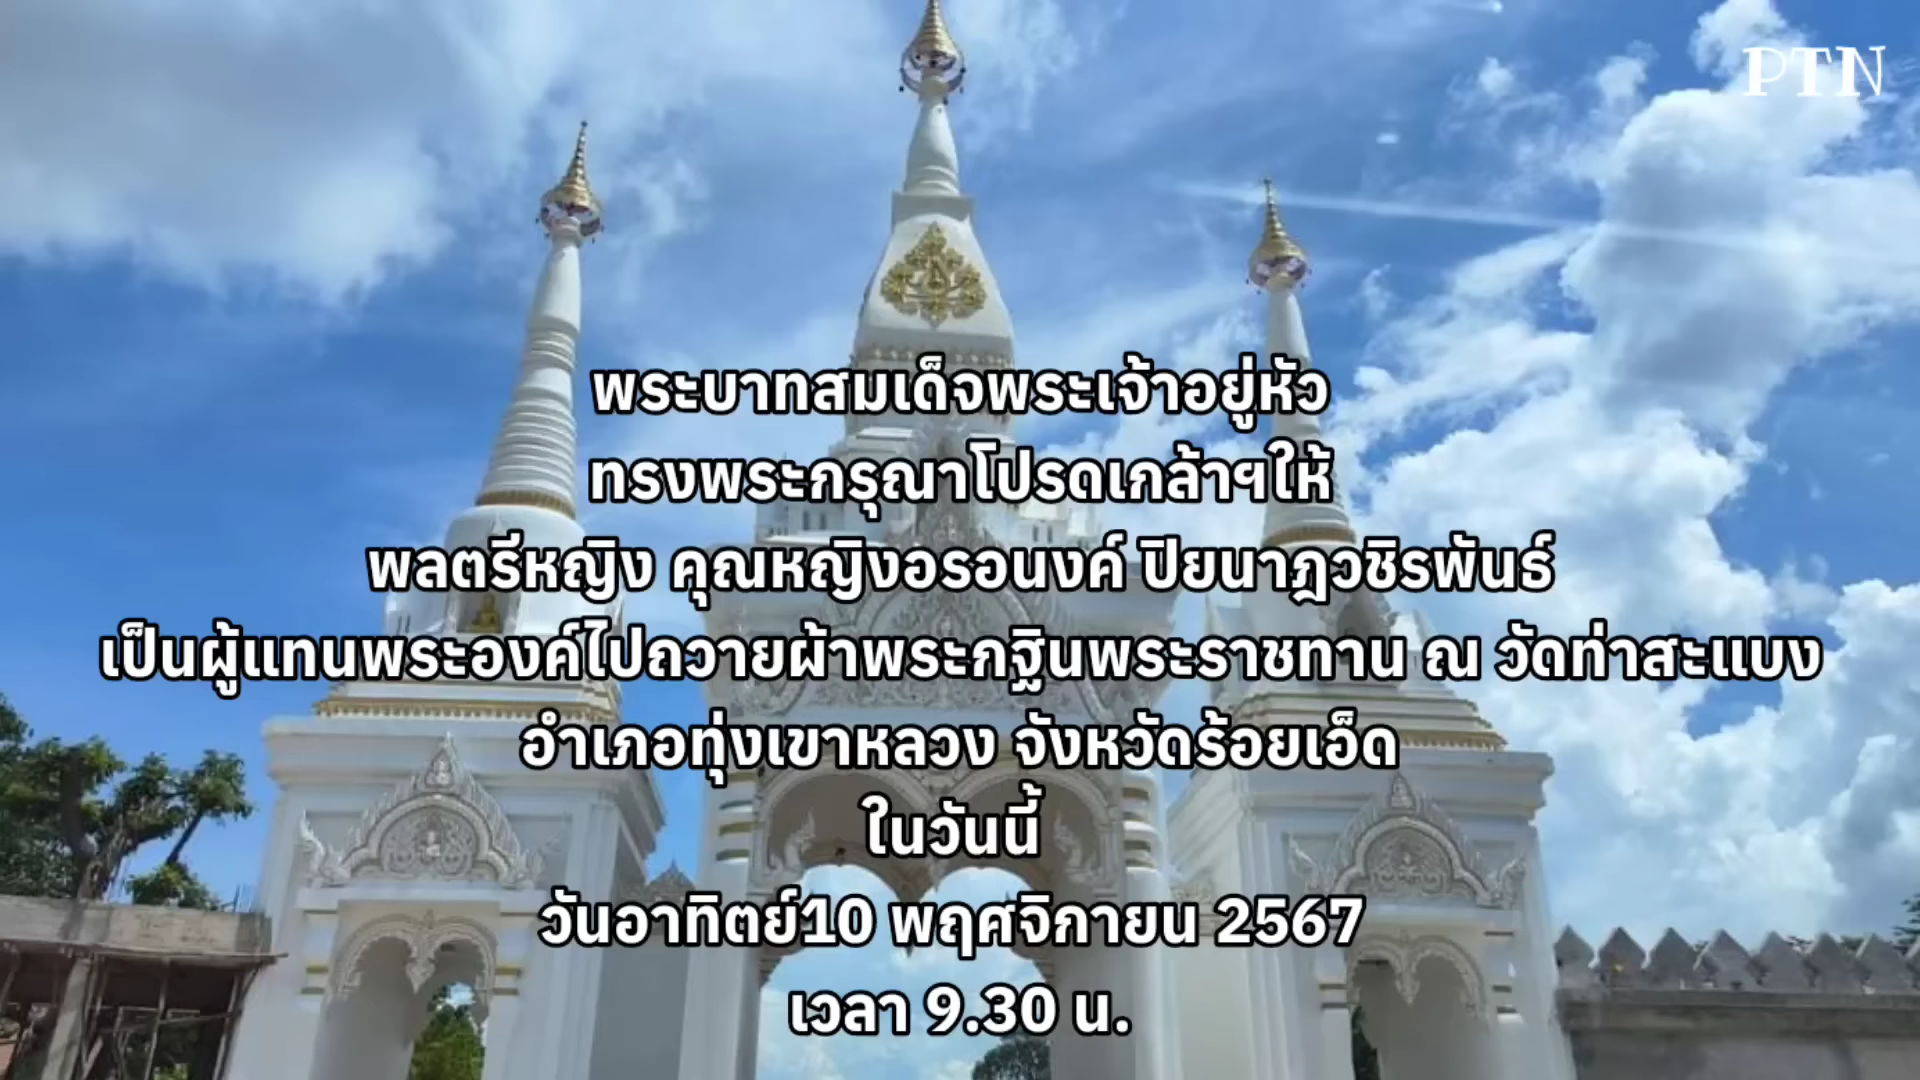 PTN
พระบาทสมเด็จพระเจ้าอยู่หัว
ทรงพระกรุณาโปรดเกล้าฯให้
พลตรีหญิง คุณหญิงอรอนงค์ ปิยนาฏวชิรพันธ์
เป็นผู้แทนพระองค์ไปถวายผ้าพระกฐินพระราชทาน ณ วัดท่าสะแบง
อำเภอทุ่งเขาหลวง จังหวัดร้อยเอ็ด
ในวันนี้
วันอาทิตย์10 พฤศจิกายน 2567
เวลา 9.30 น.